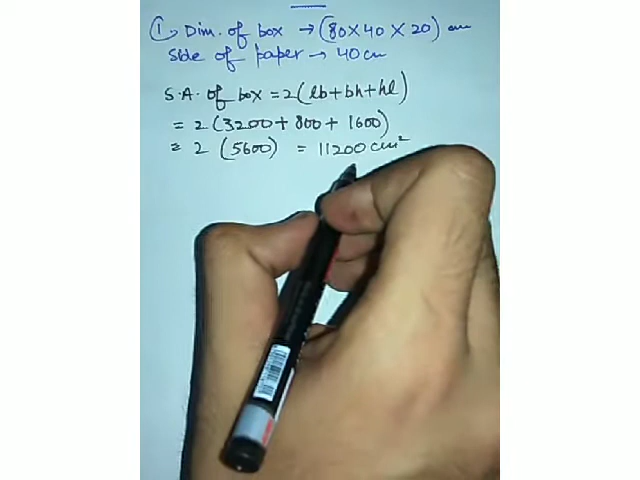 ①. Dim. of box → (80 X 40 X 20) cm
Side of paper → 40 cm
S.A. of box = 2 (lb + bh + hl)
= 2 (3200 + 800 + 1600)
= 2 (5600) = 11200 cm²